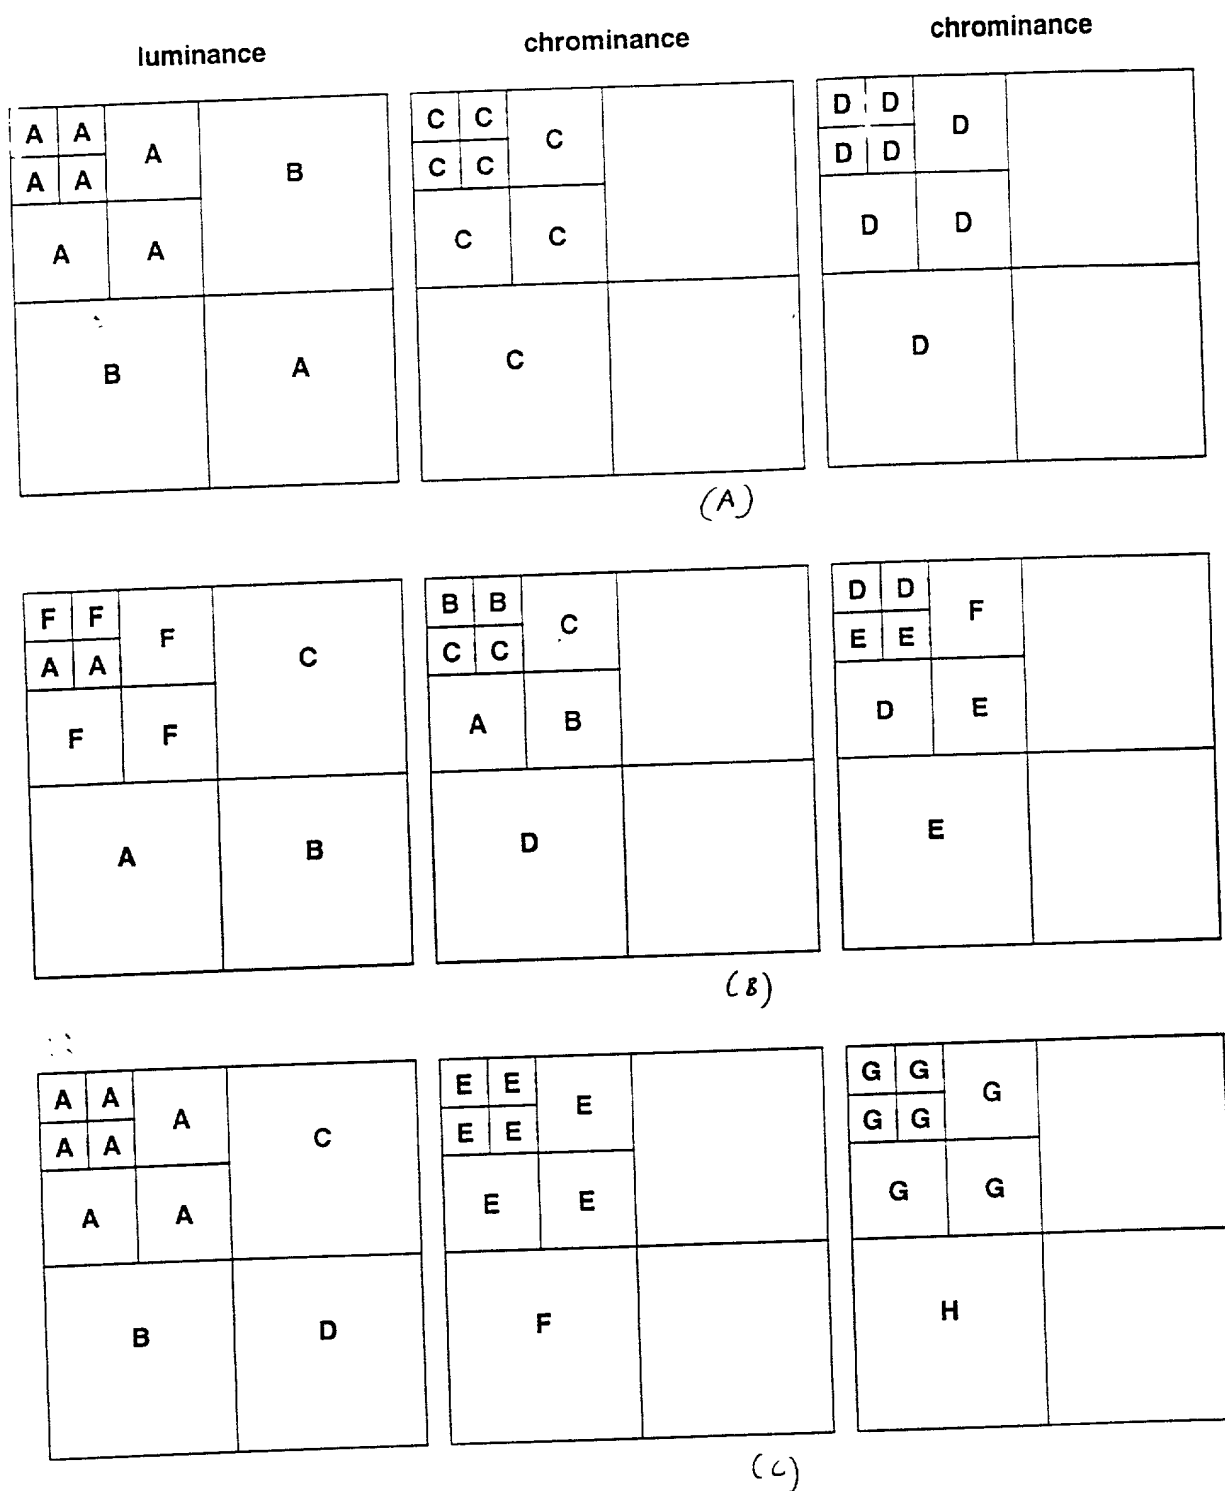 luminance chrominance chrominance
A A A B C C C D D D
A A C C D D
A A C C D D
B A C D
(A)
F F F C B B C D D F
A A C C E E
F F A B D E
A B D E
(B)
A A A C E E E G G G
A A E E G G
A A E E G G
B D F H
(C)